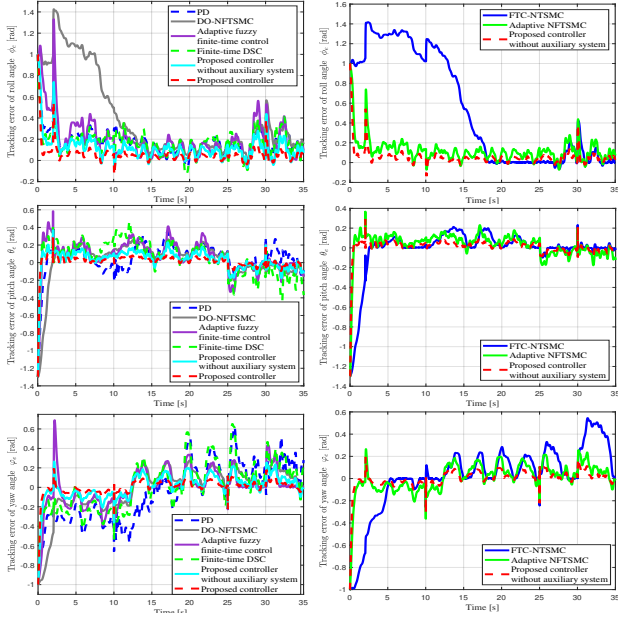 Tracking error of roll angle ϕe [rad]
1.4
1.2
1
0.8
0.6
0.4
0.2
0
-0.2
0 5 10 15 20 25 30 35
Time [s]
PD
DO-NFTSMC
Adaptive fuzzy
finite-time control
Finite-time DSC
Proposed controller
without auxiliary system
Proposed controller
Tracking error of roll angle ϕe [rad]
1.6
1.4
1.2
1
0.8
0.6
0.4
0.2
0
-0.2
0 5 10 15 20 25 30 35
Time [s]
FTC-NTSMC
Adaptive NFTSMC
Proposed controller
without auxiliary system
Tracking error of pitch angle θe [rad]
0.6
0.4
0.2
0
-0.2
-0.4
-0.6
-0.8
-1
-1.2
-1.4
0 5 10 15 20 25 30 35
Time [s]
PD
DO-NFTSMC
Adaptive fuzzy
finite-time control
Finite-time DSC
Proposed controller
without auxiliary system
Proposed controller
Tracking error of pitch angle θe [rad]
0.4
0.2
0
-0.2
-0.4
-0.6
-0.8
-1
-1.2
-1.4
0 5 10 15 20 25 30 35
Time [s]
FTC-NTSMC
Adaptive NFTSMC
Proposed controller
without auxiliary system
Tracking error of yaw angle φe [rad]
0.6
0.4
0.2
0
-0.2
-0.4
-0.6
-0.8
-1
0 5 10 15 20 25 30 35
Time [s]
PD
DO-NFTSMC
Adaptive fuzzy
finite-time control
Finite-time DSC
Proposed controller
without auxiliary system
Proposed controller
Tracking error of yaw angle φe [rad]
0.6
0.4
0.2
0
-0.2
-0.4
-0.6
-0.8
-1
0 5 10 15 20 25 30 35
Time [s]
FTC-NTSMC
Adaptive NFTSMC
Proposed controller
without auxiliary system